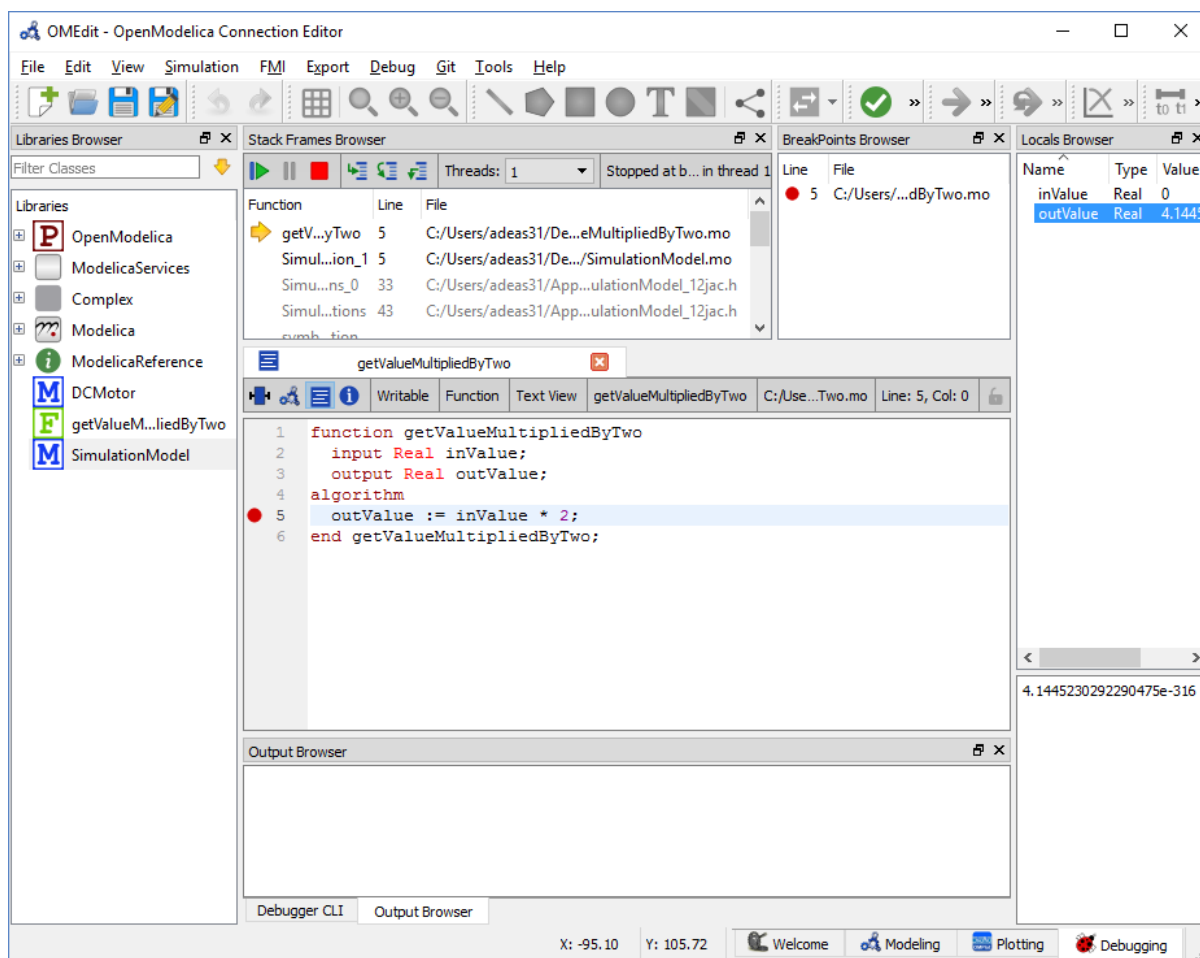 OMEdit - OpenModelica Connection Editor
File Edit View Simulation FMI Export Debug Git Tools Help
T » » » » t0 t1
Libraries Browser
Filter Classes
Libraries
P OpenModelica
ModelicaServices
Complex
Modelica
i ModelicaReference
M DCMotor
F getValueM...liedByTwo
M SimulationModel
Stack Frames Browser
Threads: 1 Stopped at b... in thread 1
Function Line File
getV...yTwo 5 C:/Users/adeas31/De...eMultipliedByTwo.mo
Simul...ion_1 5 C:/Users/adeas31/De.../SimulationModel.mo
Simu...ns_0 33 C:/Users/adeas31/App...ulationModel_12jac.h
Simul...tions 43 C:/Users/adeas31/App...ulationModel_12jac.h
BreakPoints Browser
Line File
5 C:/Users/...dByTwo.mo
Locals Browser
Name Type Value
inValue Real 0
outValue Real 4.1445
4.1445230292290475e-316
getValueMultipliedByTwo
Writable Function Text View getValueMultipliedByTwo C:/Use...Two.mo Line: 5, Col: 0
1 function getValueMultipliedByTwo
2 input Real inValue;
3 output Real outValue;
4 algorithm
5 outValue := inValue * 2;
6 end getValueMultipliedByTwo;
Output Browser
Debugger CLI Output Browser
X: -95.10 Y: 105.72 Welcome Modeling Plotting Debugging